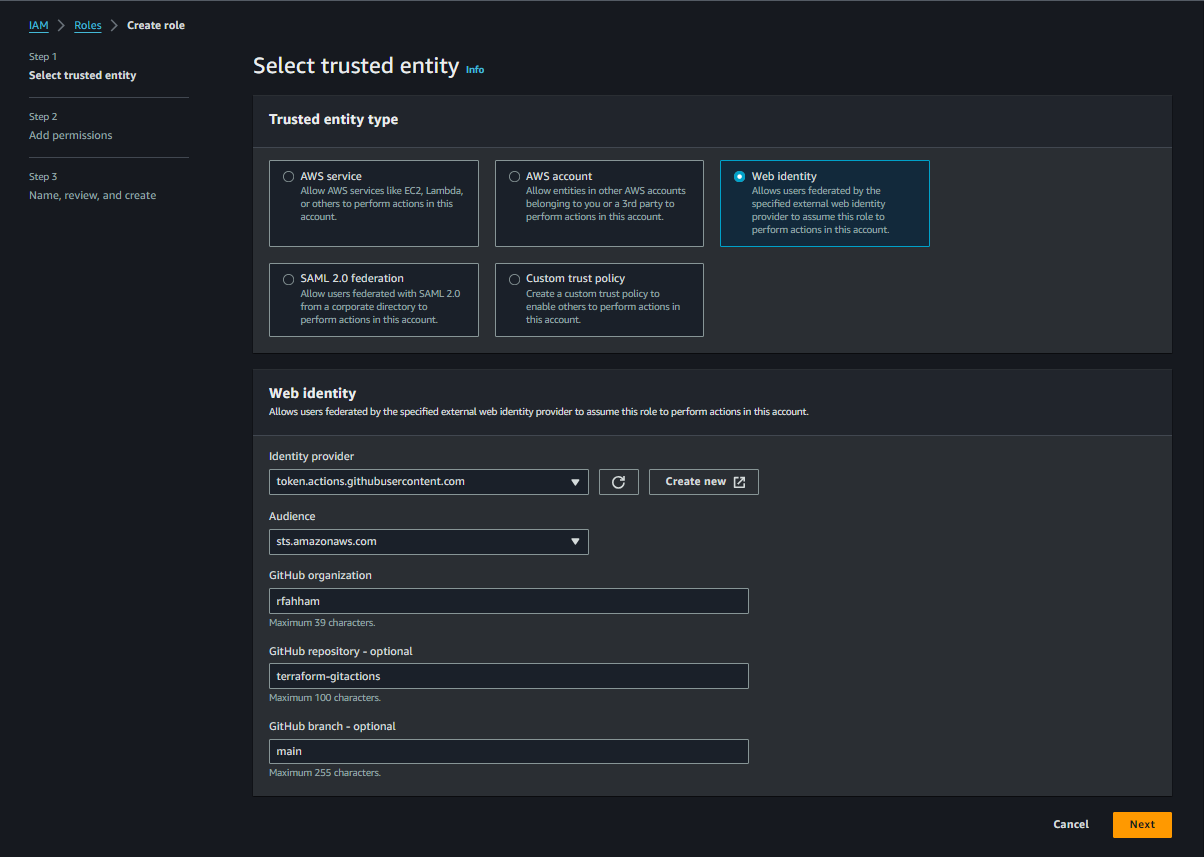 IAM > Roles > Create role
Step 1
Select trusted entity
Step 2
Add permissions
Step 3
Name, review, and create
Select trusted entity Info
Trusted entity type
AWS service
Allow AWS services like EC2, Lambda,
or others to perform actions in this
account.
AWS account
Allow entities in other AWS accounts
belonging to you or a 3rd party to
perform actions in this account.
Web identity
Allows users federated by the
specified external web identity
provider to assume this role to
perform actions in this account.
SAML 2.0 federation
Allow users federated with SAML 2.0
from a corporate directory to
perform actions in this account.
Custom trust policy
Create a custom trust policy to
enable others to perform actions in
this account.
Web identity
Allows users federated by the specified external web identity provider to assume this role to perform actions in this account.
Identity provider
token.actions.githubusercontent.com
Create new
Audience
sts.amazonaws.com
GitHub organization
rfahham
Maximum 39 characters.
GitHub repository - optional
terraform-gitactions
Maximum 100 characters.
GitHub branch - optional
main
Maximum 255 characters.
Cancel
Next